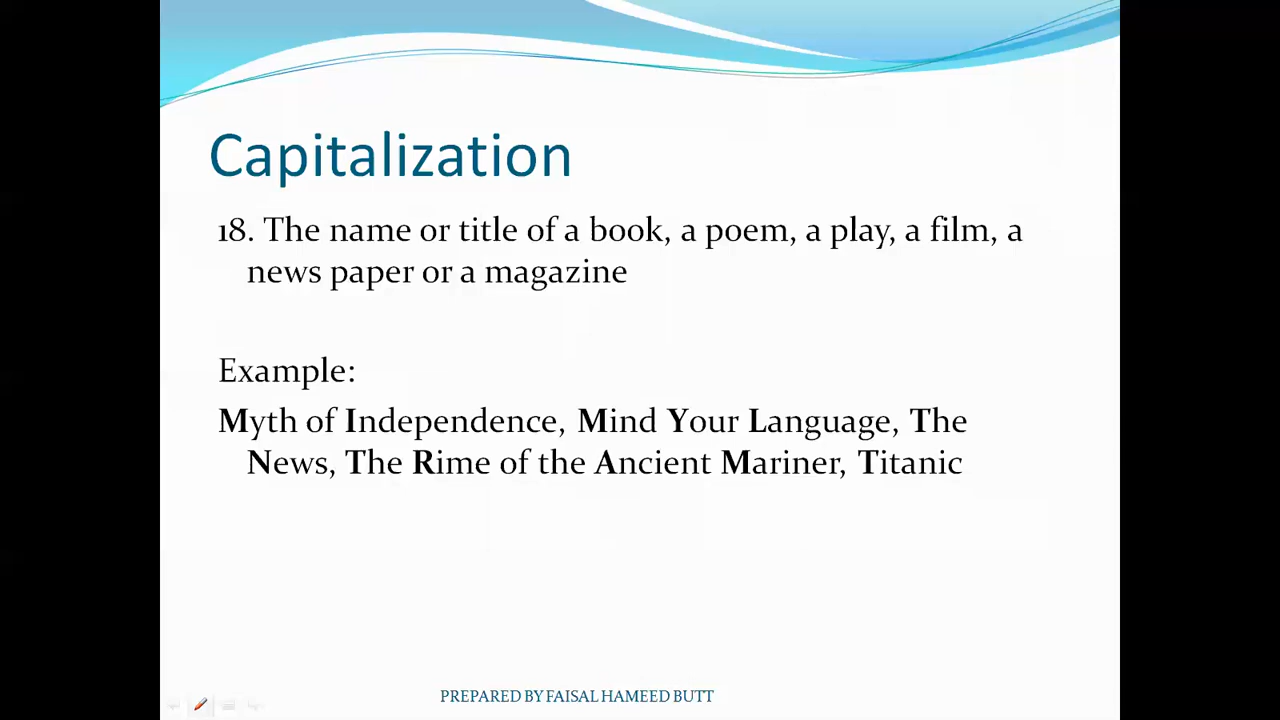 Capitalization
18. The name or title of a book, a poem, a play, a film, a
news paper or a magazine
Example:
Myth of Independence, Mind Your Language, The
News, The Rime of the Ancient Mariner, Titanic
PREPARED BY FAISAL HAMEED BUTT